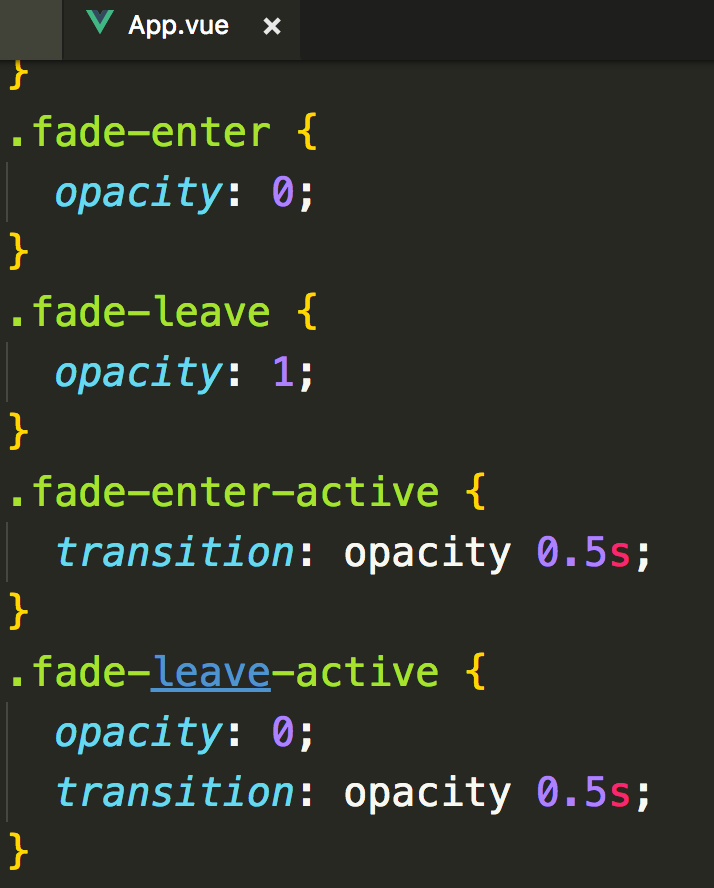 App.vue ×
}
.fade-enter {
  opacity: 0;
}
.fade-leave {
  opacity: 1;
}
.fade-enter-active {
  transition: opacity 0.5s;
}
.fade-leave-active {
  opacity: 0;
  transition: opacity 0.5s;
}